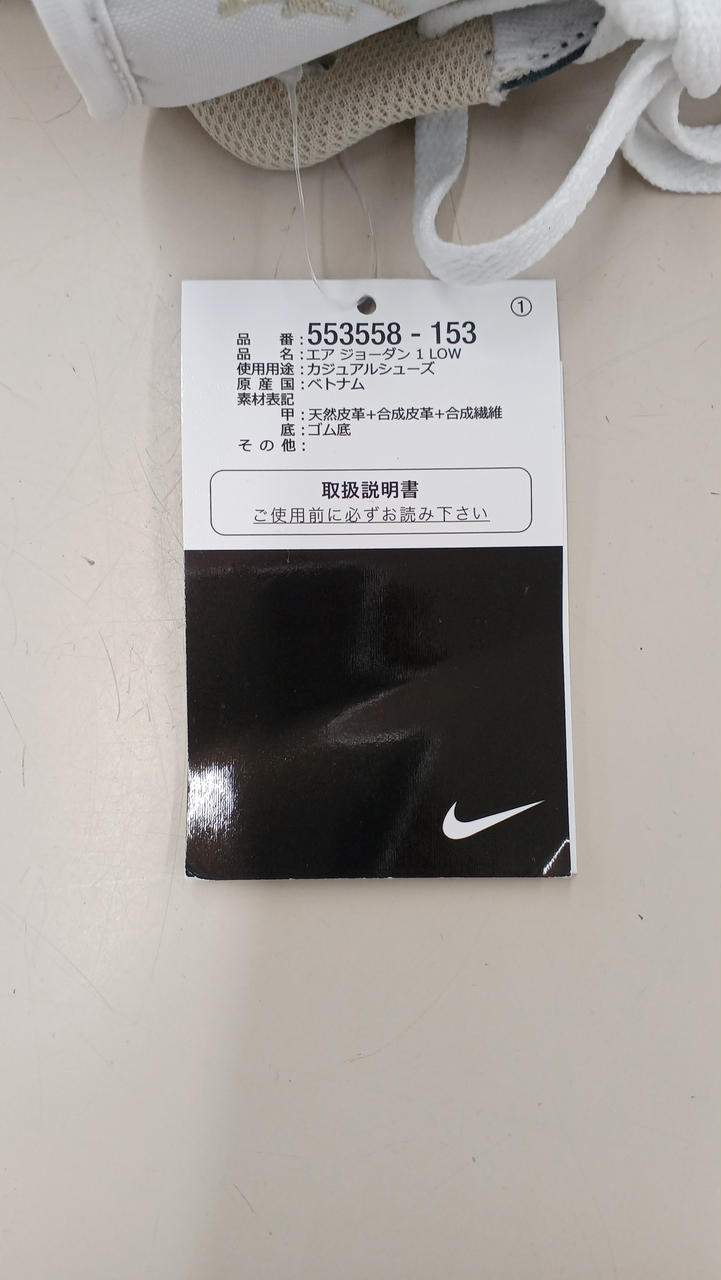 ①
品番:553558 - 153
品名:エア ジョーダン 1 LOW
使用用途:カジュアルシューズ
原産国:ベトナム
素材表記
甲:天然皮革+合成皮革+合成繊維
底:ゴム底
その他:
取扱説明書
ご使用前に必ずお読み下さい